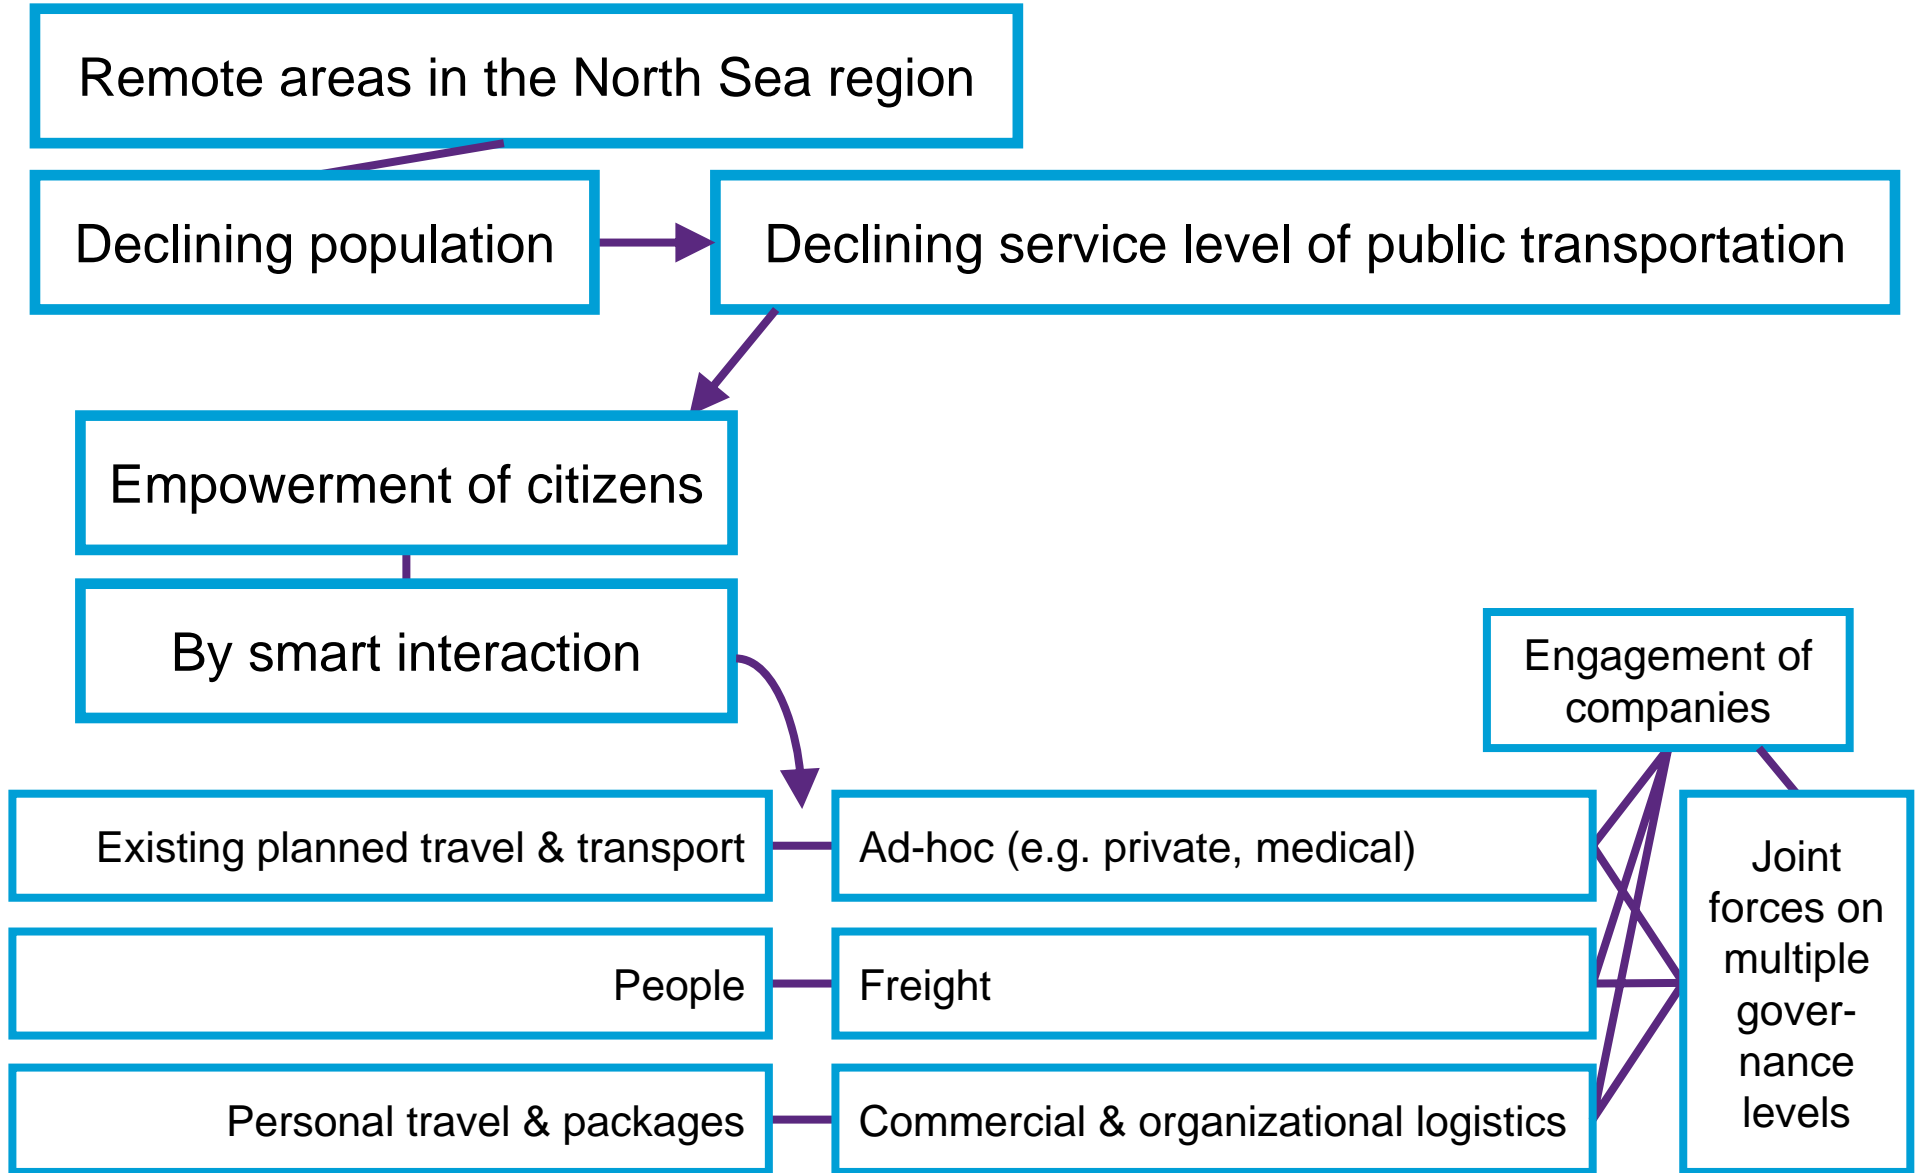 Remote areas in the North Sea region
Declining population
Declining service level of public transportation
Empowerment of citizens
By smart interaction
Engagement of
companies
Existing planned travel & transport
Ad-hoc (e.g. private, medical)
People
Freight
Personal travel & packages
Commercial & organizational logistics
Joint
forces on
multiple
gover-
nance
levels